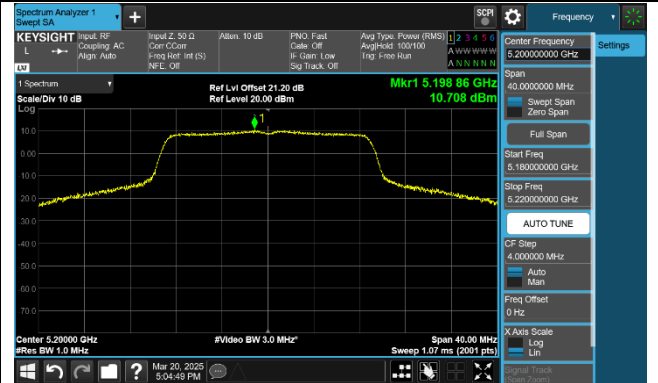 Spectrum Analyzer 1
Swept SA
SCPI
Frequency
KEYSIGHT
L
LXI
Input: RF
Coupling: AC
Align: Auto
Input Z: 50 Ω
Corr CCorr
Freq Ref: Int (S)
NFE: Off
Atten: 10 dB
PNO: Fast
Gate: Off
IF Gain: Low
Sig Track: Off
Avg Type: Power (RMS)
Avg|Hold: 100/100
Trig: Free Run
1 2 3 4 5 6
A W W W W W
A N N N N N
1 Spectrum
Scale/Div 10 dB
Log
Ref Lvl Offset 21.20 dB
Ref Level 20.00 dBm
Mkr1 5.198 86 GHz
10.708 dBm
1
10.0
0.00
-10.0
-20.0
-30.0
-40.0
-50.0
-60.0
-70.0
Center 5.20000 GHz
#Res BW 1.0 MHz
#Video BW 3.0 MHz*
Span 40.00 MHz
Sweep 1.07 ms (2001 pts)
Mar 20, 2025
5:04:49 PM
Center Frequency
5.200000000 GHz
Settings
Span
40.0000000 MHz
Swept Span
Zero Span
Full Span
Start Freq
5.180000000 GHz
Stop Freq
5.220000000 GHz
AUTO TUNE
CF Step
4.000000 MHz
Auto
Man
Freq Offset
0 Hz
X Axis Scale
Log
Lin
Signal Track
(Span Zoom)